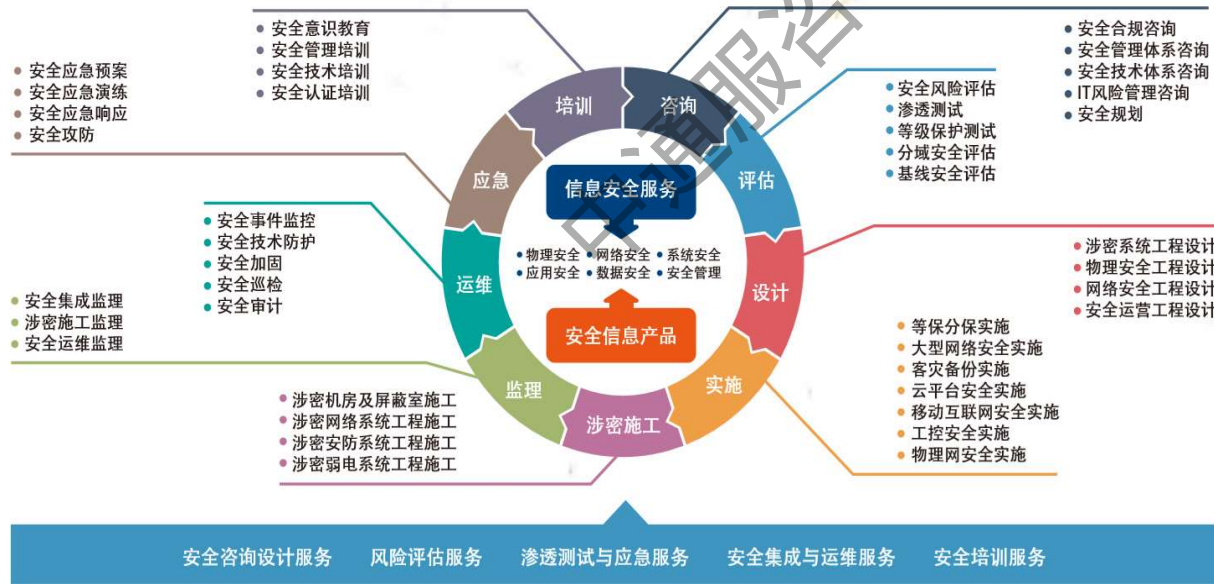 安全意识教育
安全管理培训
安全技术培训
安全认证培训
安全合规咨询
安全管理体系咨询
安全技术体系咨询
IT风险管理咨询
安全规划
安全应急预案
安全应急演练
安全应急响应
安全攻防
安全风险评估
渗透测试
等级保护测试
分域安全评估
基线安全评估
培训
咨询
应急
评估
运维
设计
监理
实施
涉密施工
信息安全服务
物理安全 网络安全 系统安全
应用安全 数据安全 安全管理
安全信息产品
安全事件监控
安全技术防护
安全加固
安全巡检
安全审计
涉密系统工程设计
物理安全工程设计
网络安全工程设计
安全运营工程设计
安全集成监理
涉密施工监理
安全运维监理
等保分保实施
大型网络安全实施
客灾备份实施
云平台安全实施
移动互联网安全实施
工控安全实施
物理网安全实施
涉密机房及屏蔽室施工
涉密网络系统工程施工
涉密安防系统工程施工
涉密弱电系统工程施工
安全咨询设计服务 风险评估服务 渗透测试与应急服务 安全集成与运维服务 安全培训服务
中通服咨